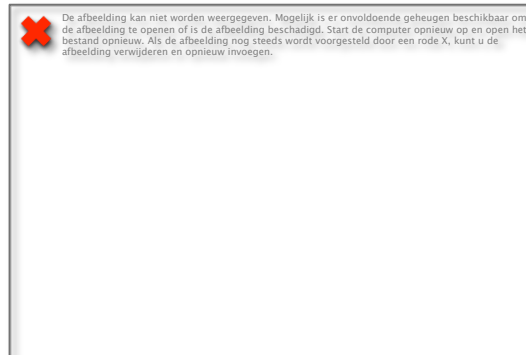 De afbeelding kan niet worden weergegeven. Mogelijk is er onvoldoende geheugen beschikbaar om
de afbeelding te openen of is de afbeelding beschadigd. Start de computer opnieuw op en open het
bestand opnieuw. Als de afbeelding nog steeds wordt voorgesteld door een rode X, kunt u de
afbeelding verwijderen en opnieuw invoegen.